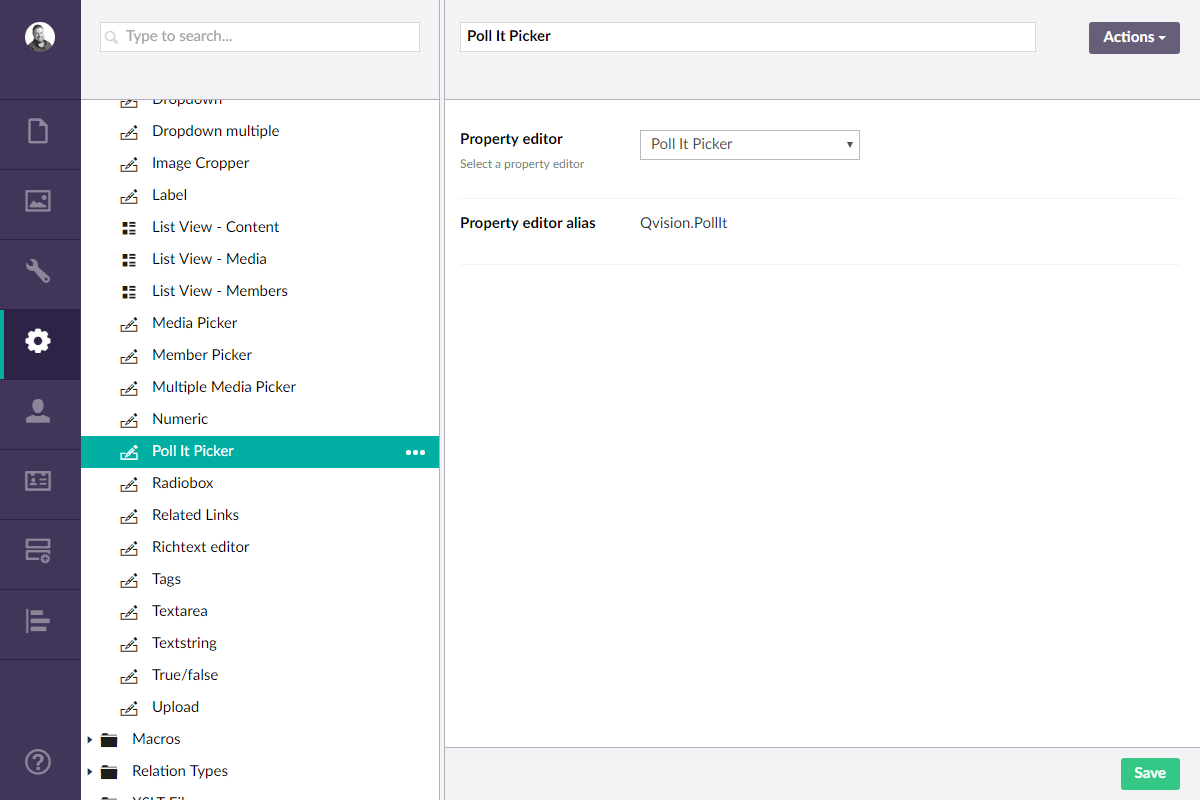 Type to search...
Dropdown
Dropdown multiple
Image Cropper
Label
List View - Content
List View - Media
List View - Members
Media Picker
Member Picker
Multiple Media Picker
Numeric
Poll It Picker
Radiobox
Related Links
Richtext editor
Tags
Textarea
Textstring
True/false
Upload
Macros
Relation Types
Poll It Picker
Actions
Property editor
Select a property editor
Poll It Picker
Property editor alias
Qvision.PollIt
Save